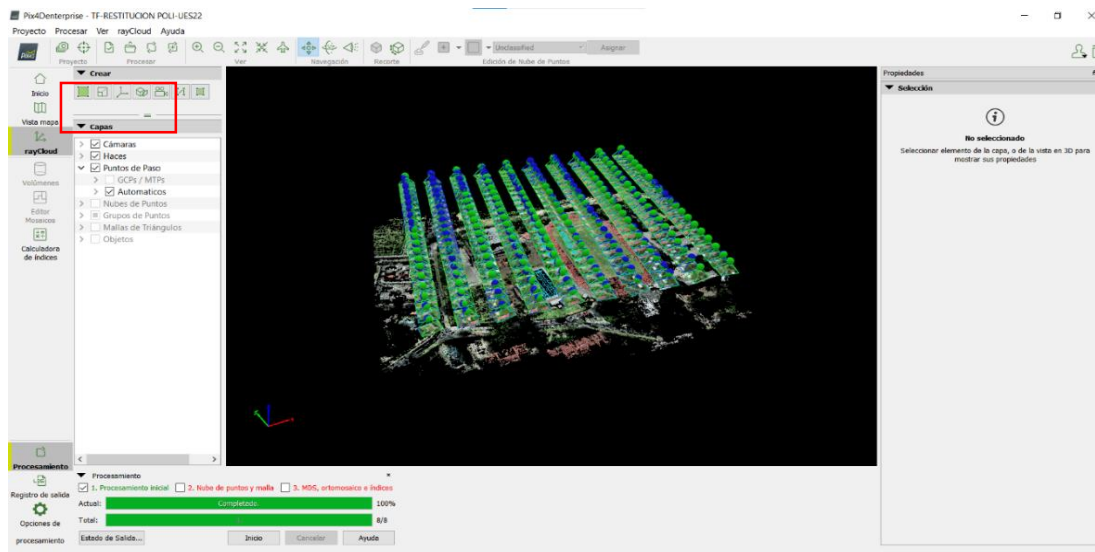 Pix4Denterprise - TF-RESTITUCION POLI-UES22
Proyecto Procesar Ver rayCloud Ayuda
Unclassified Asignar
Proyecto Procesar Ver Navegación Recorte Edición de Nube de Puntos
Inicio
Vista mapa
rayCloud
Volúmenes
Editor
Mosaicos
Calculadora
de índices
Procesamiento
Registro de salida
Opciones de
procesamiento
Crear
Capas
Cámaras
Haces
Puntos de Paso
GCPs / MTPs
Automaticos
Nubes de Puntos
Grupos de Puntos
Mallas de Triángulos
Objetos
Procesamiento
1. Procesamiento inicial 2. Nube de puntos y malla 3. MDS, ortomosaico e índices
Actual: Completado. 100%
Total: 8/8
Estado de Salida... Inicio Cancelar Ayuda
Propiedades
Selección
No seleccionado
Seleccionar elemento de la capa, o de la vista en 3D para
mostrar sus propiedades